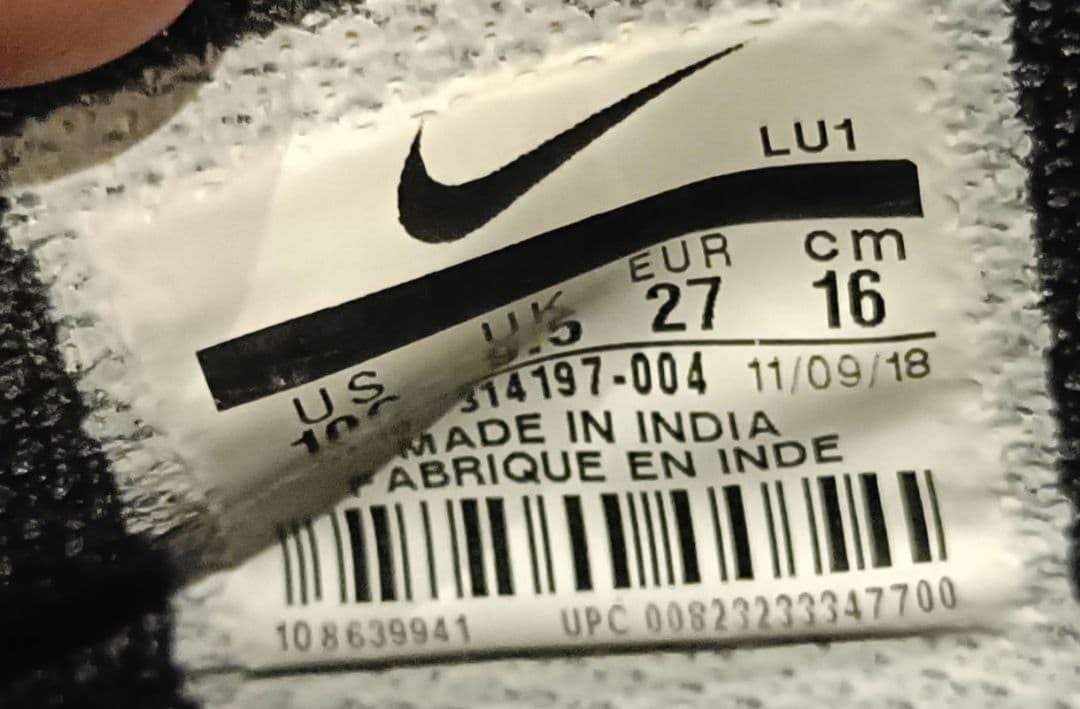 LU1
US UK EUR cm
27 16
314197-004 11/09/18
MADE IN INDIA
FABRIQUE EN INDE
108639941 UPC 00823233347700